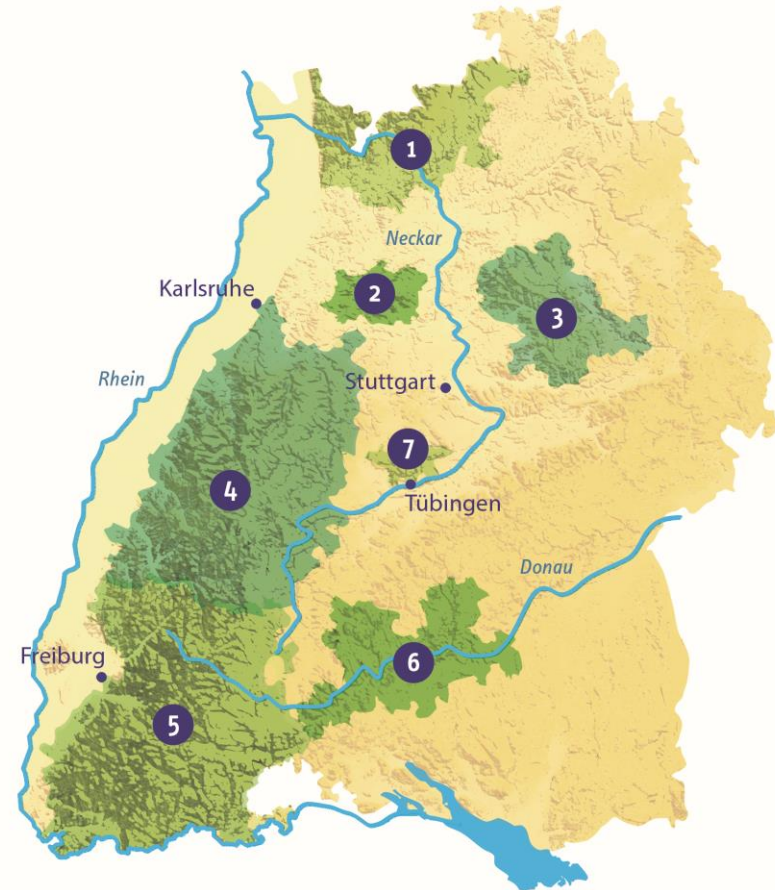 1
Neckar
2
Karlsruhe
3
Rhein
Stuttgart
7
4
Tübingen
Donau
6
Freiburg
5